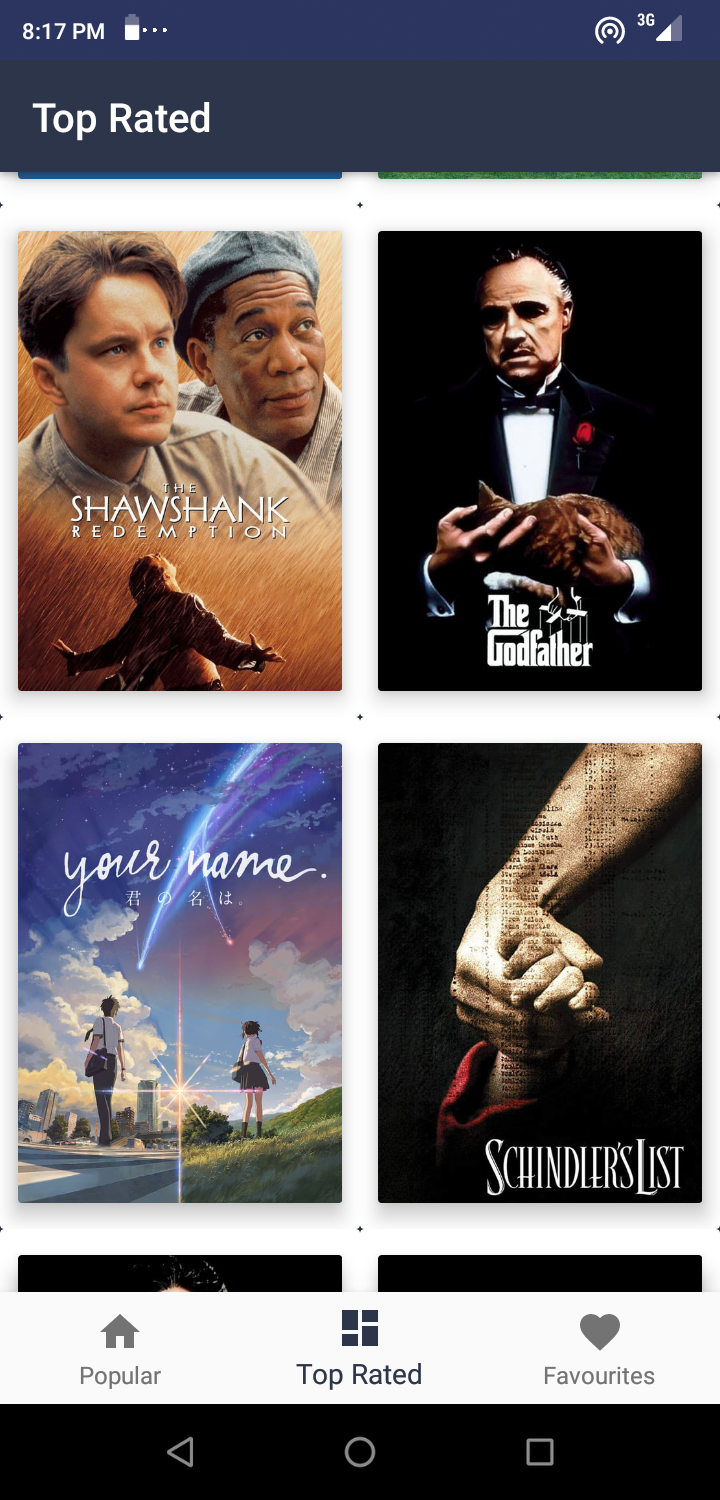 8:17 PM
3G
Top Rated
THE
SHAWSHANK
REDEMPTION
The
Godfather
your name.
君の名は。
SCHINDLER'S LIST
Popular
Top Rated
Favourites